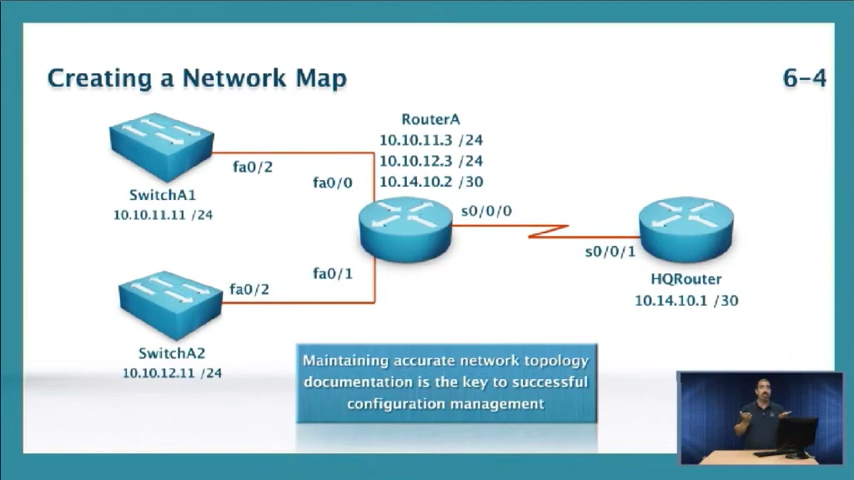 Creating a Network Map
6-4
RouterA
10.10.11.3 /24
10.10.12.3 /24
10.14.10.2 /30
fa0/2
fa0/0
SwitchA1
10.10.11.11 /24
s0/0/0
s0/0/1
HQRouter
10.14.10.1 /30
fa0/1
fa0/2
SwitchA2
10.10.12.11 /24
Maintaining accurate network topology
documentation is the key to successful
configuration management